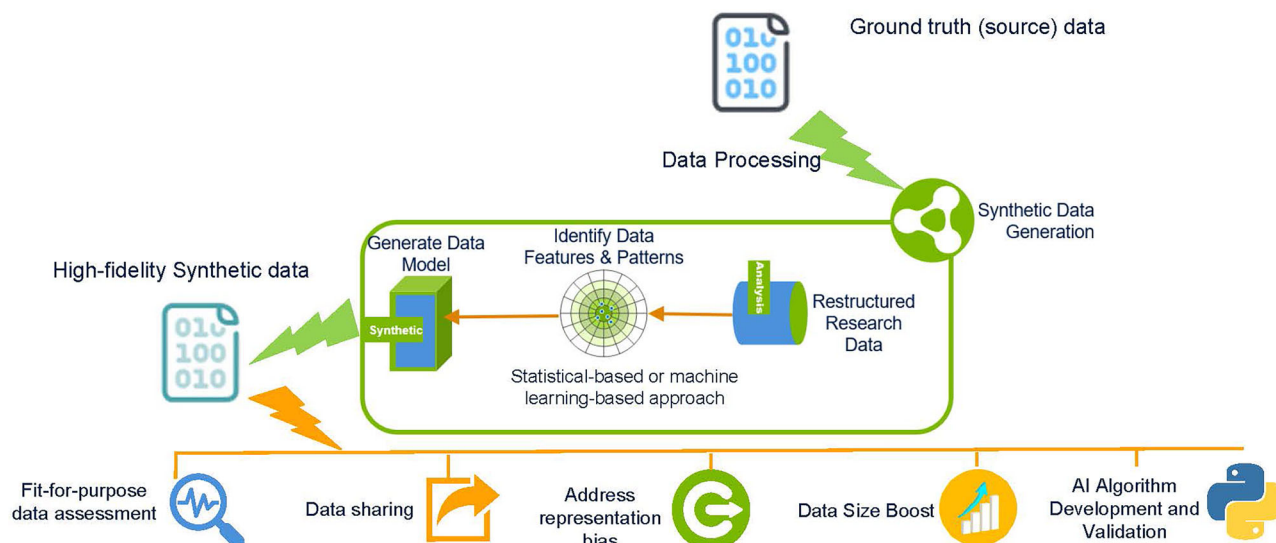 010
100
010
Ground truth (source) data
Data Processing
Synthetic Data
Generation
Generate Data
Model
Identify Data
Features & Patterns
Analysis
Restructured
Research
Data
Synthetic
Statistical-based or machine
learning-based approach
High-fidelity Synthetic data
010
100
010
Fit-for-purpose
data assessment
Data sharing
Address
representation
bias
Data Size Boost
AI Algorithm
Development and
Validation